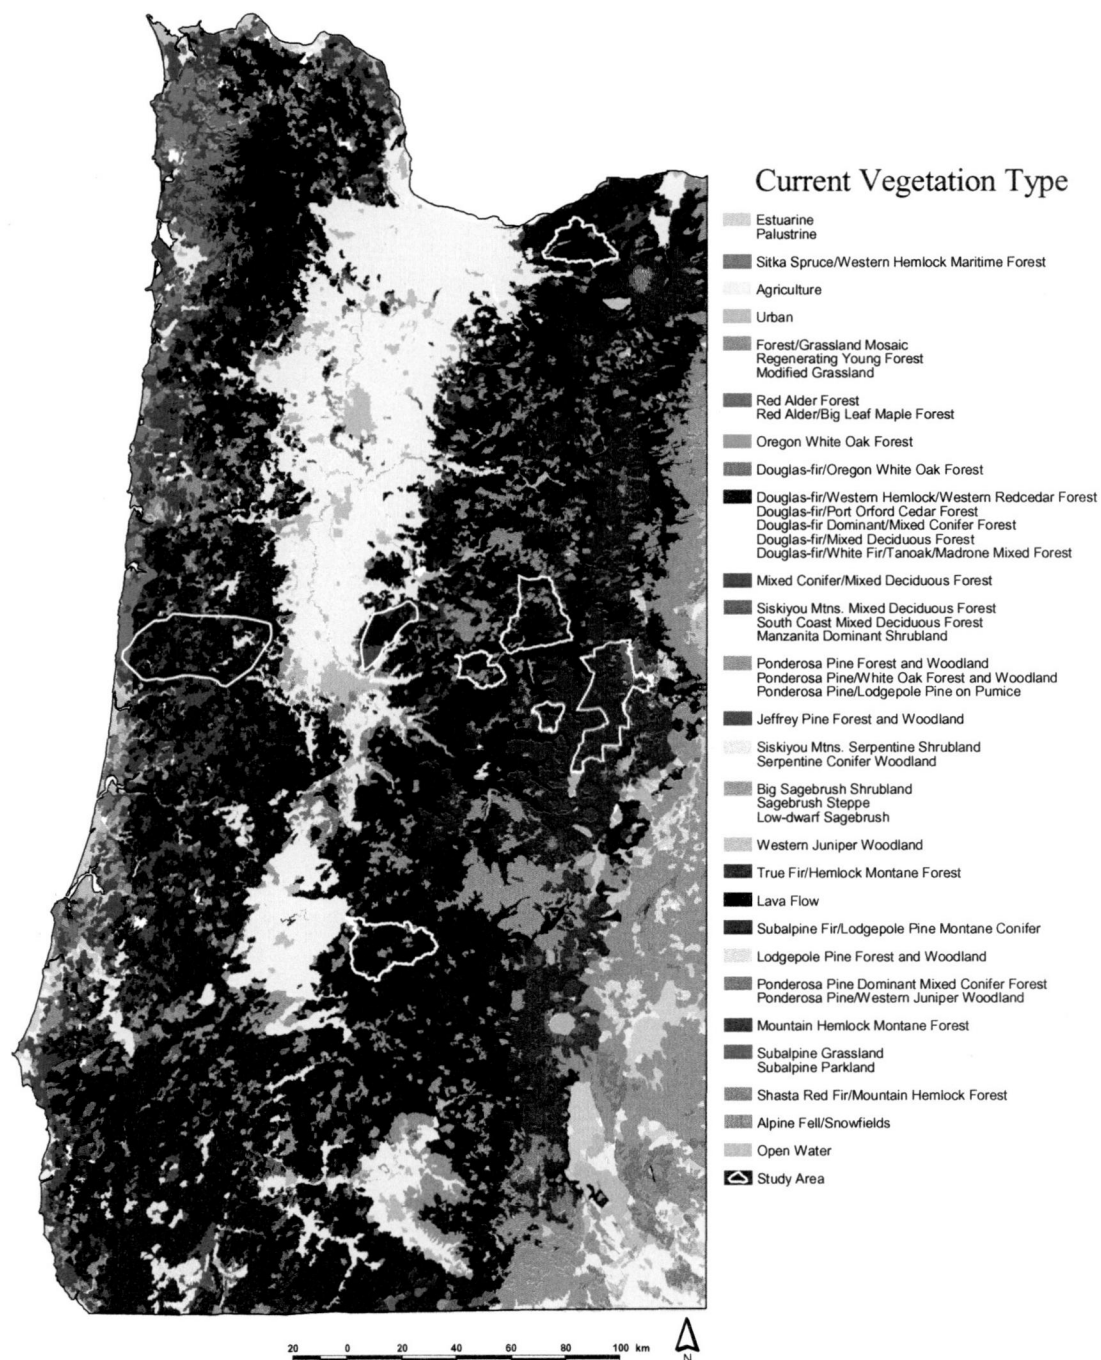 Current Vegetation Type
Estuarine
Palustrine
Sitka Spruce/Western Hemlock Maritime Forest
Agriculture
Urban
Forest/Grassland Mosaic
Regenerating Young Forest
Modified Grassland
Red Alder Forest
Red Alder/Big Leaf Maple Forest
Oregon White Oak Forest
Douglas-fir/Oregon White Oak Forest
Douglas-fir/Western Hemlock/Western Redcedar Forest
Douglas-fir/Port Orford Cedar Forest
Douglas-fir Dominant/Mixed Conifer Forest
Douglas-fir/Mixed Deciduous Forest
Douglas-fir/White Fir/Tanoak/Madrone Mixed Forest
Mixed Conifer/Mixed Deciduous Forest
Siskiyou Mtns. Mixed Deciduous Forest
South Coast Mixed Deciduous Forest
Manzanita Dominant Shrubland
Ponderosa Pine Forest and Woodland
Ponderosa Pine/White Oak Forest and Woodland
Ponderosa Pine/Lodgepole Pine on Pumice
Jeffrey Pine Forest and Woodland
Siskiyou Mtns. Serpentine Shrubland
Serpentine Conifer Woodland
Big Sagebrush Shrubland
Sagebrush Steppe
Low-dwarf Sagebrush
Western Juniper Woodland
True Fir/Hemlock Montane Forest
Lava Flow
Subalpine Fir/Lodgepole Pine Montane Conifer
Lodgepole Pine Forest and Woodland
Ponderosa Pine Dominant Mixed Conifer Forest
Ponderosa Pine/Western Juniper Woodland
Mountain Hemlock Montane Forest
Subalpine Grassland
Subalpine Parkland
Shasta Red Fir/Mountain Hemlock Forest
Alpine Fell/Snowfields
Open Water
Study Area
20 0 20 40 60 80 100 km
N